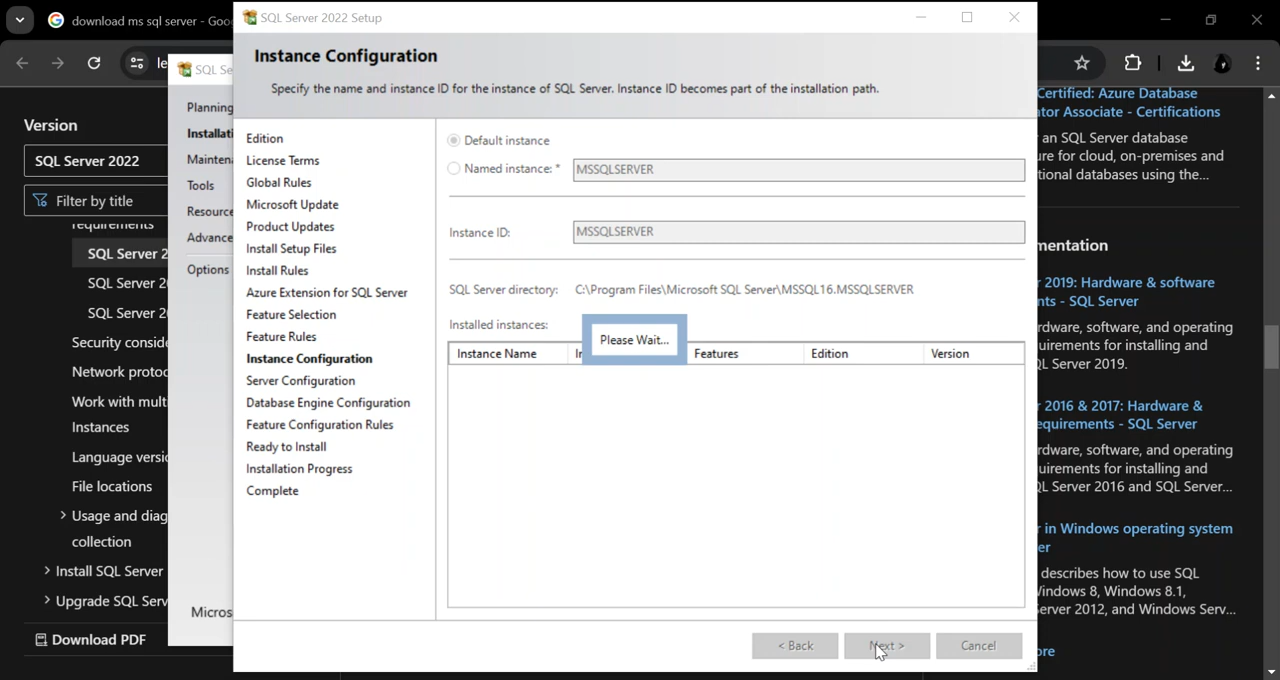 download ms sql server - Goo
SQL Server 2022 Setup
Instance Configuration
Specify the name and instance ID for the instance of SQL Server. Instance ID becomes part of the installation path.
Edition
License Terms
Global Rules
Microsoft Update
Product Updates
Install Setup Files
Install Rules
Azure Extension for SQL Server
Feature Selection
Feature Rules
Instance Configuration
Server Configuration
Database Engine Configuration
Feature Configuration Rules
Ready to Install
Installation Progress
Complete
Default instance
Named instance: *
MSSQLSERVER
Instance ID:
MSSQLSERVER
SQL Server directory:
C:\Program Files\Microsoft SQL Server\MSSQL16.MSSQLSERVER
Installed instances:
Please Wait...
Instance Name
Features
Edition
Version
< Back
Next >
Cancel
SQL Se
Planning
Installati
Maintena
Tools
Resource
Advance
Options
Micros
le
Version
SQL Server 2022
Filter by title
requirements
SQL Server 2
SQL Server 2
SQL Server 2
Security conside
Network protoc
Work with mult
Instances
Language versio
File locations
Usage and diag
collection
Install SQL Server
Upgrade SQL Serv
Download PDF
Certified: Azure Database
tor Associate - Certifications
an SQL Server database
ure for cloud, on-premises and
tional databases using the...
mentation
2019: Hardware & software
nts - SQL Server
rdware, software, and operating
uirements for installing and
QL Server 2019.
2016 & 2017: Hardware &
equirements - SQL Server
rdware, software, and operating
uirements for installing and
QL Server 2016 and SQL Server...
r in Windows operating system
er
describes how to use SQL
Windows 8, Windows 8.1,
erver 2012, and Windows Serv...
ore